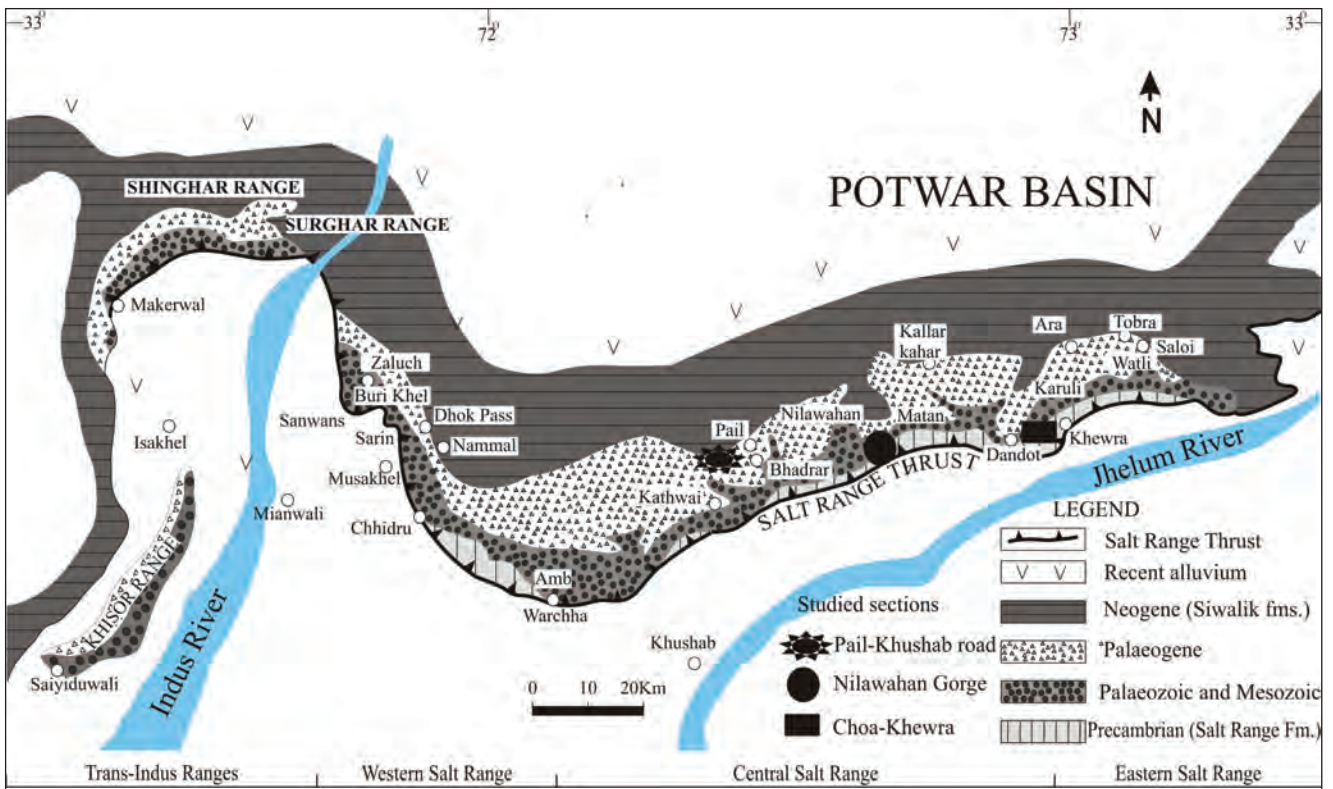 33°
72°
73°
33°
N
SHINGHAR RANGE
SURGHAR RANGE
POTWAR BASIN
Makerwal
Isakhel
Zaluch
Buri Khel
Dhok Pass
Sanwans
Sarin
Nammal
Musakhel
Mianwali
Chhidru
KHISOR RANGE
Saiyiduwali
Indus River
Amb
Warchha
Kathwai
Pail
Bhadrar
Nilawahan
Kallar
kahar
Matan
Ara
Tobra
Saloi
Watli
Karuli
Khewra
Dandot
SALT RANGE THRUST
Jhelum River
Khushab
0 10 20Km
Studied sections
Pail-Khushab road
Nilawahan Gorge
Choa-Khewra
LEGEND
Salt Range Thrust
V V Recent alluvium
Neogene (Siwalik fms.)
Palaeogene
Palaeozoic and Mesozoic
Precambrian (Salt Range Fm.)
Trans-Indus Ranges
Western Salt Range
Central Salt Range
Eastern Salt Range